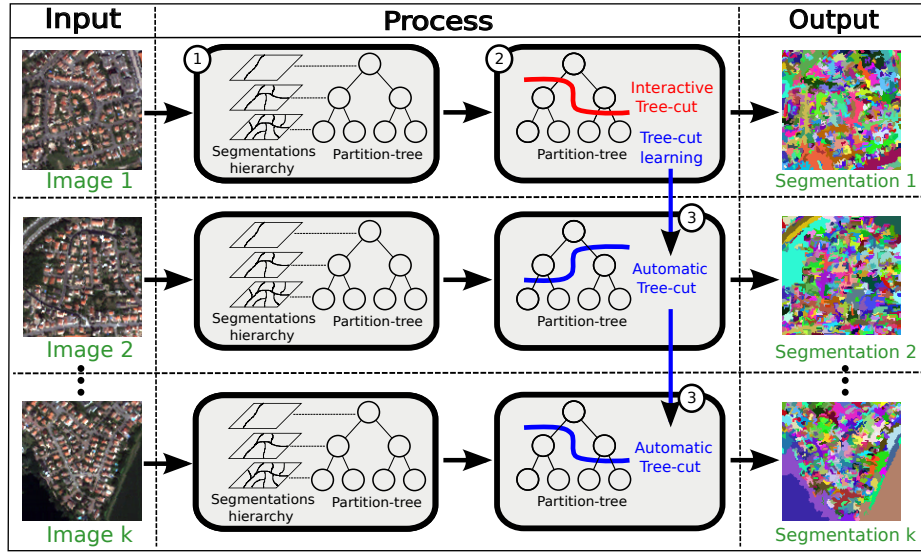 Input
Process
Output
1
2
Segmentations
hierarchy
Partition-tree
Interactive
Tree-cut
Partition-tree
Tree-cut
learning
Image 1
Segmentation 1
3
Segmentations
hierarchy
Partition-tree
Automatic
Tree-cut
Partition-tree
Image 2
Segmentation 2
3
Segmentations
hierarchy
Partition-tree
Automatic
Tree-cut
Partition-tree
Image k
Segmentation k